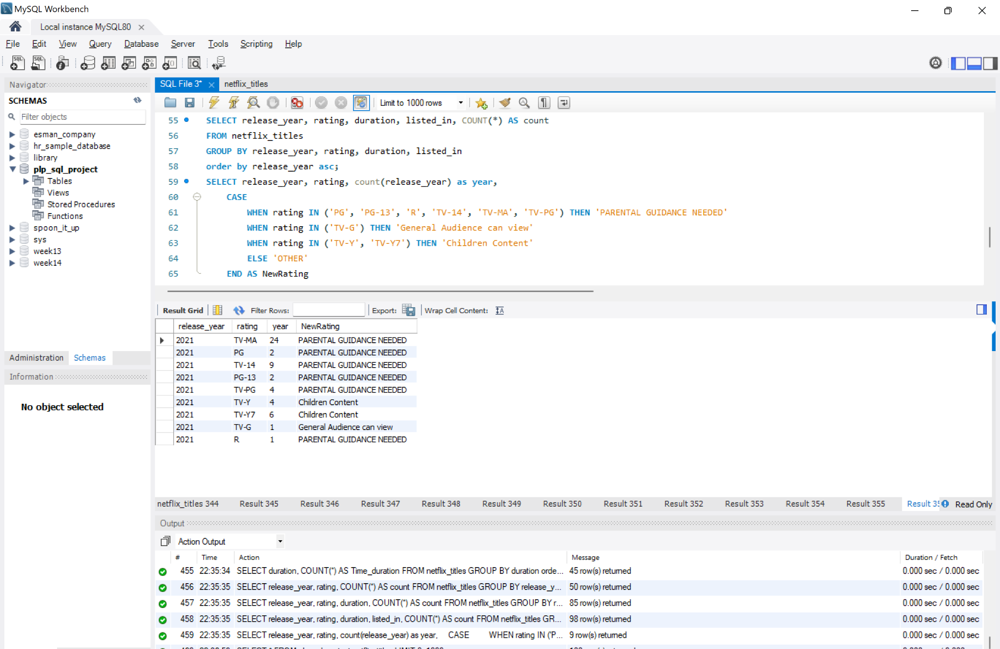 MySQL Workbench
Local instance MySQL80
File Edit View Query Database Server Tools Scripting Help
Navigator
SCHEMAS
Filter objects
esman_company
hr_sample_database
library
plp_sql_project
Tables
Views
Stored Procedures
Functions
spoon_it_up
sys
week13
week14
Administration Schemas
Information
No object selected
SQL File 3* netflix_titles
Limit to 1000 rows
55 SELECT release_year, rating, duration, listed_in, COUNT(*) AS count
56 FROM netflix_titles
57 GROUP BY release_year, rating, duration, listed_in
58 order by release_year asc;
59 SELECT release_year, rating, count(release_year) as year,
60 CASE
61 WHEN rating IN ('PG', 'PG-13', 'R', 'TV-14', 'TV-MA', 'TV-PG') THEN 'PARENTAL GUIDANCE NEEDED'
62 WHEN rating IN ('TV-G') THEN 'General Audience can view'
63 WHEN rating IN ('TV-Y', 'TV-Y7') THEN 'Children Content'
64 ELSE 'OTHER'
65 END AS NewRating
Result Grid Filter Rows: Export: Wrap Cell Content:
release_year rating year NewRating
2021 TV-MA 24 PARENTAL GUIDANCE NEEDED
2021 PG 2 PARENTAL GUIDANCE NEEDED
2021 TV-14 9 PARENTAL GUIDANCE NEEDED
2021 PG-13 2 PARENTAL GUIDANCE NEEDED
2021 TV-PG 4 PARENTAL GUIDANCE NEEDED
2021 TV-Y 4 Children Content
2021 TV-Y7 6 Children Content
2021 TV-G 1 General Audience can view
2021 R 1 PARENTAL GUIDANCE NEEDED
netflix_titles 344 Result 345 Result 346 Result 347 Result 348 Result 349 Result 350 Result 351 Result 352 Result 353 Result 354 Result 355 Result 35 Read Only
Output
Action Output
# Time Action Message Duration / Fetch
455 22:35:34 SELECT duration, COUNT(*) AS Time_duration FROM netflix_titles GROUP BY duration orde... 45 row(s) returned 0.000 sec / 0.000 sec
456 22:35:35 SELECT release_year, rating, COUNT(*) AS count FROM netflix_titles GROUP BY release_y... 50 row(s) returned 0.000 sec / 0.000 sec
457 22:35:35 SELECT release_year, rating, duration, COUNT(*) AS count FROM netflix_titles GROUP BY r... 85 row(s) returned 0.000 sec / 0.000 sec
458 22:35:35 SELECT release_year, rating, duration, listed_in, COUNT(*) AS count FROM netflix_titles GR... 98 row(s) returned 0.000 sec / 0.000 sec
459 22:35:35 SELECT release_year, rating, count(release_year) as year, CASE WHEN rating IN ('P... 9 row(s) returned 0.000 sec / 0.000 sec